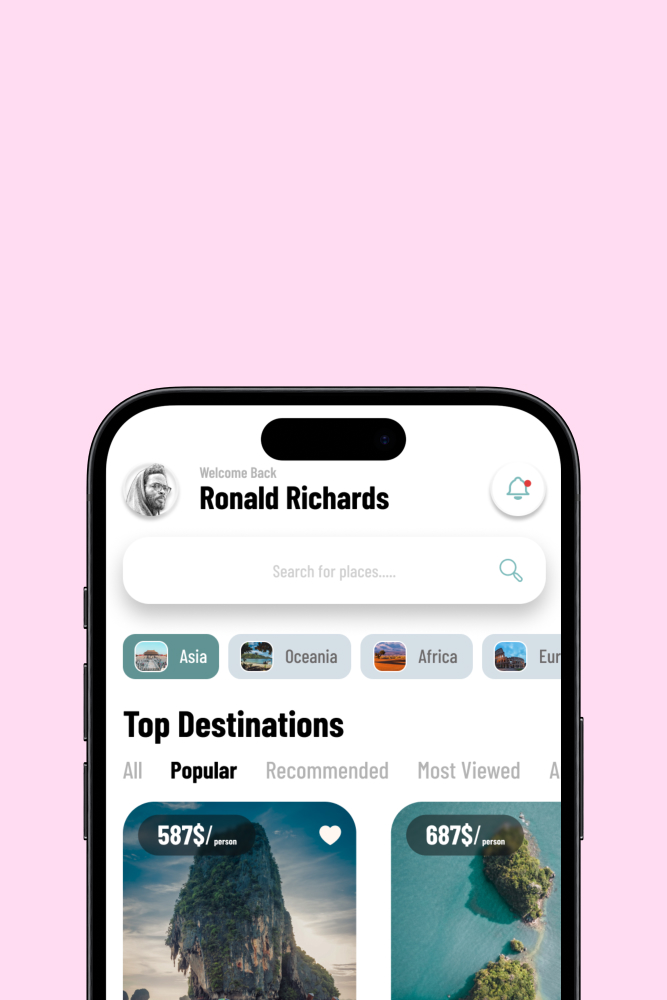 Welcome Back
Ronald Richards
Search for places.....
Asia Oceania Africa Eur
Top Destinations
All Popular Recommended Most Viewed A
587$/person 687$/person